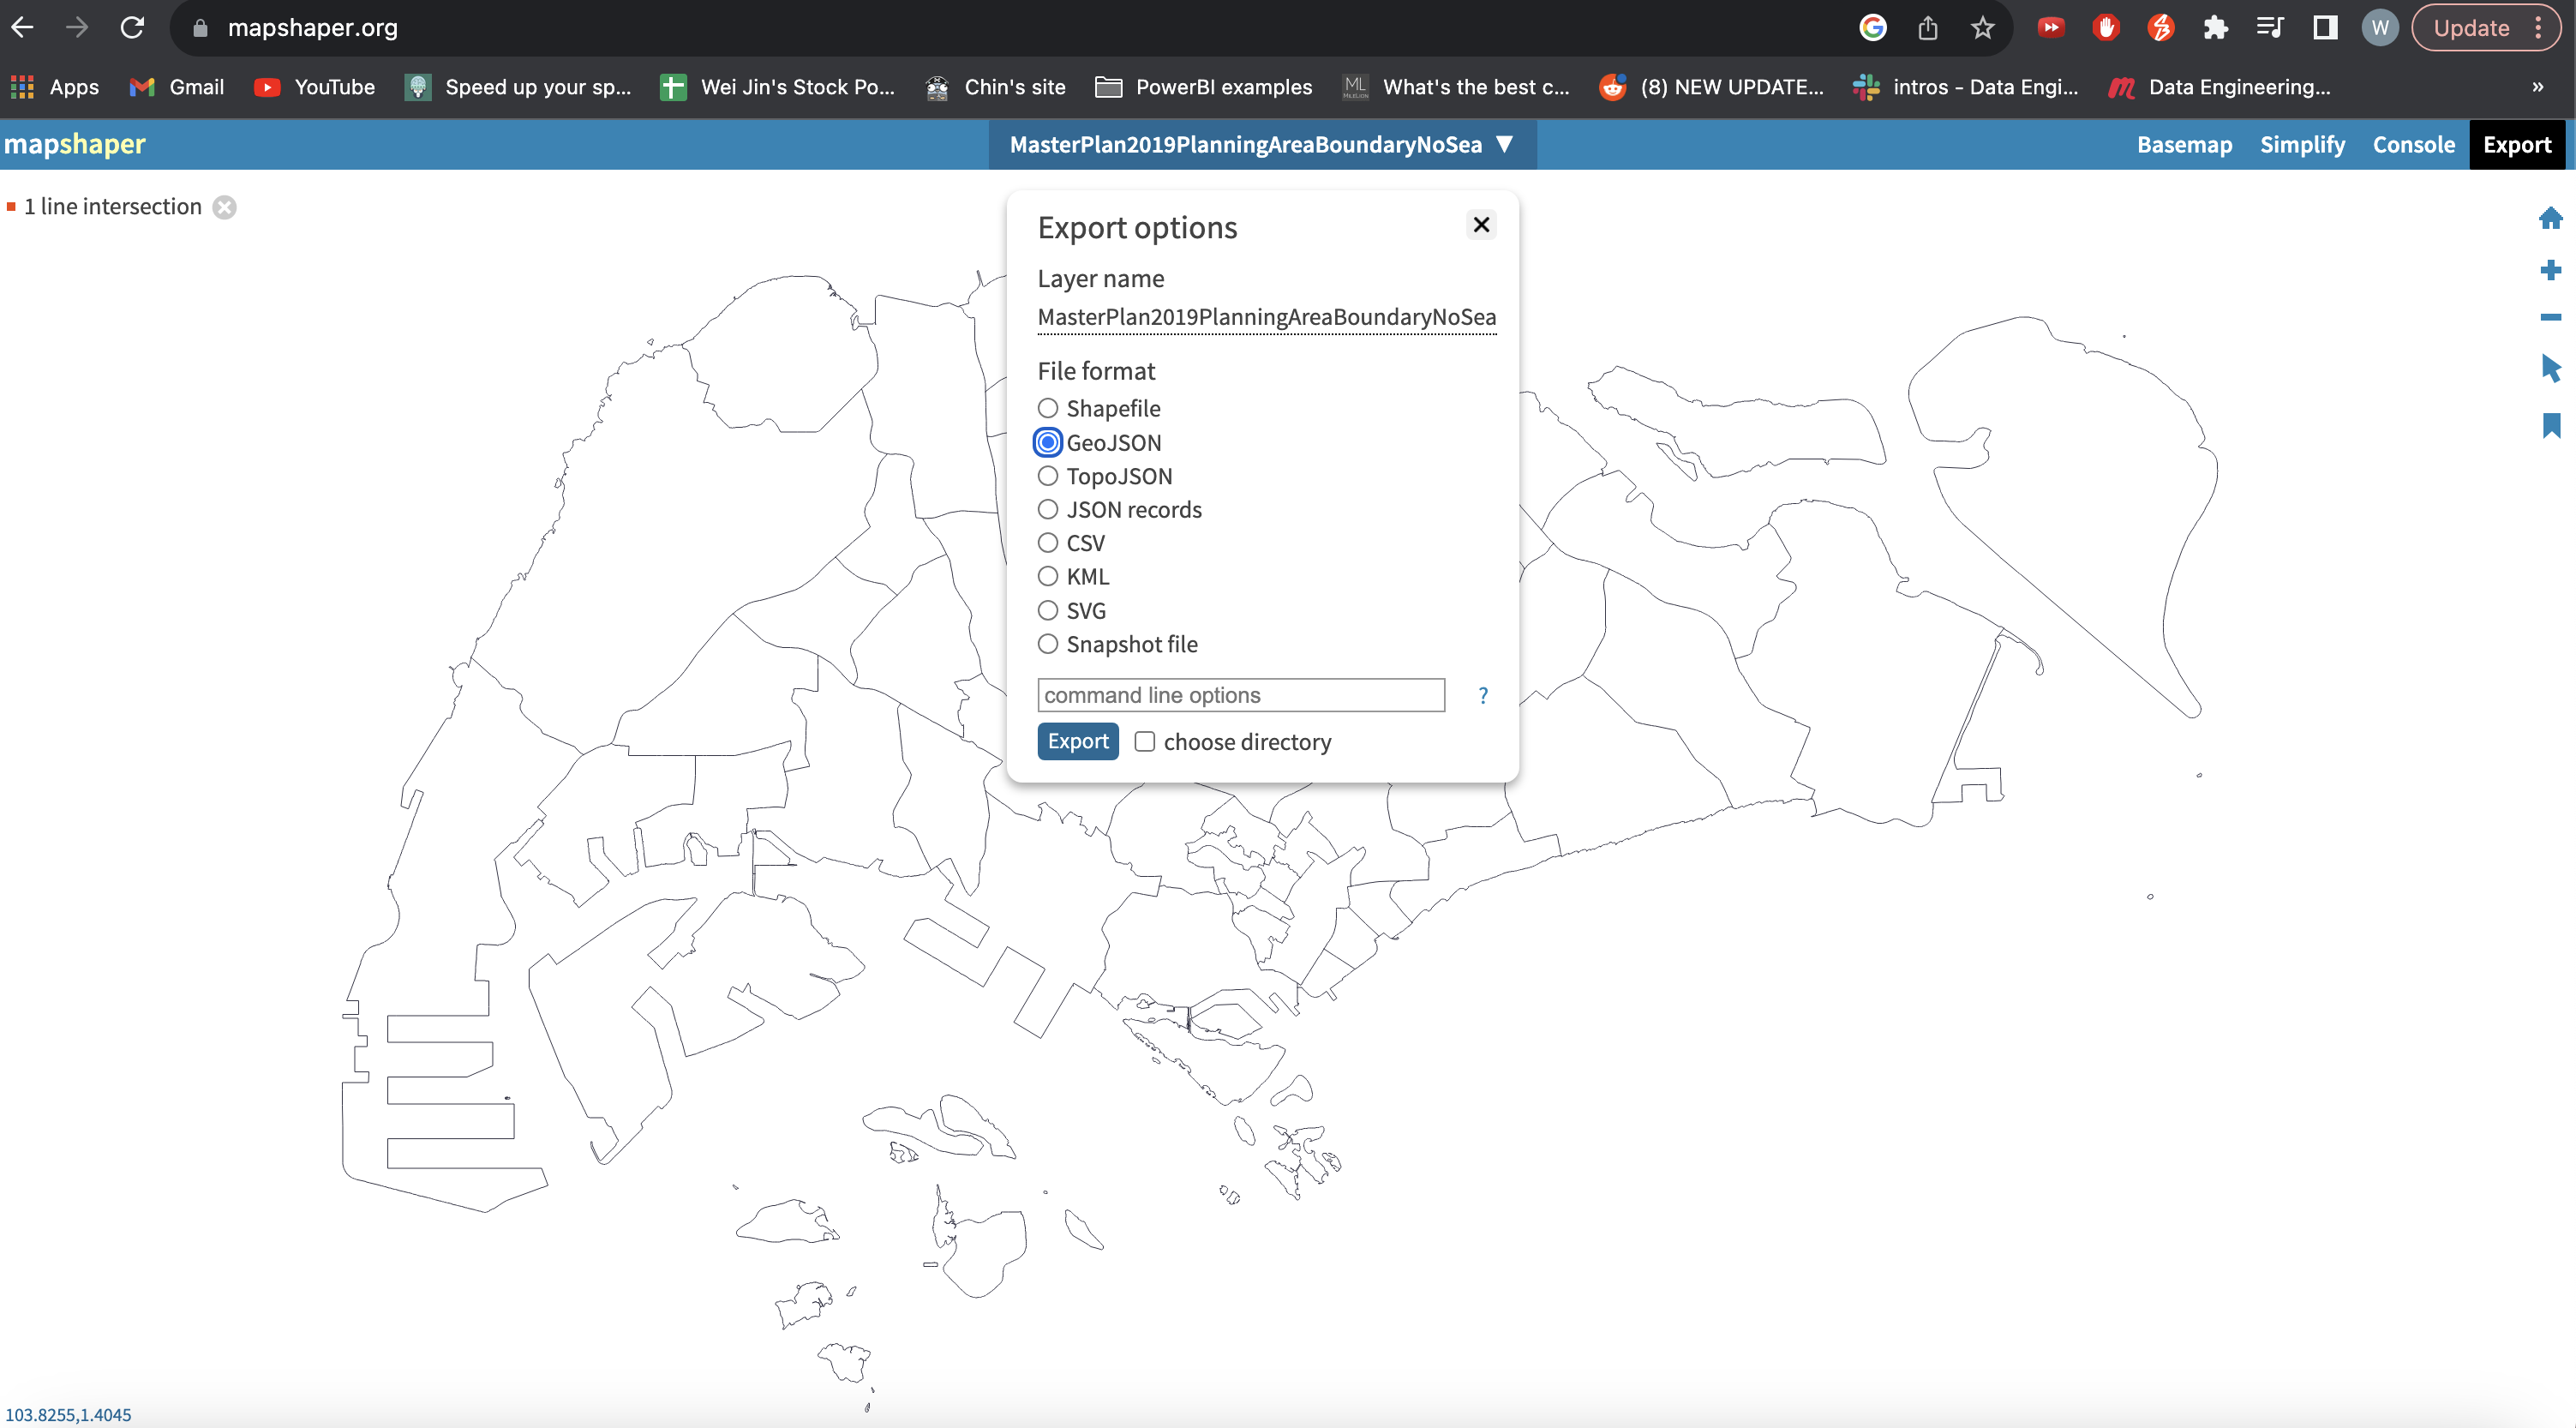 mapshaper.org
W
Update
Apps
Gmail
YouTube
Speed up your sp...
Wei Jin's Stock Po...
Chin's site
PowerBI examples
ML
What's the best c...
(8) NEW UPDATE...
intros - Data Engi...
Data Engineering...
»
mapshaper
MasterPlan2019PlanningAreaBoundaryNoSea ▼
Basemap
Simplify
Console
Export
1 line intersection
Export options
Layer name
MasterPlan2019PlanningAreaBoundaryNoSea
File format
Shapefile
GeoJSON
TopoJSON
JSON records
CSV
KML
SVG
Snapshot file
command line options
?
Export
choose directory
103.8255,1.4045